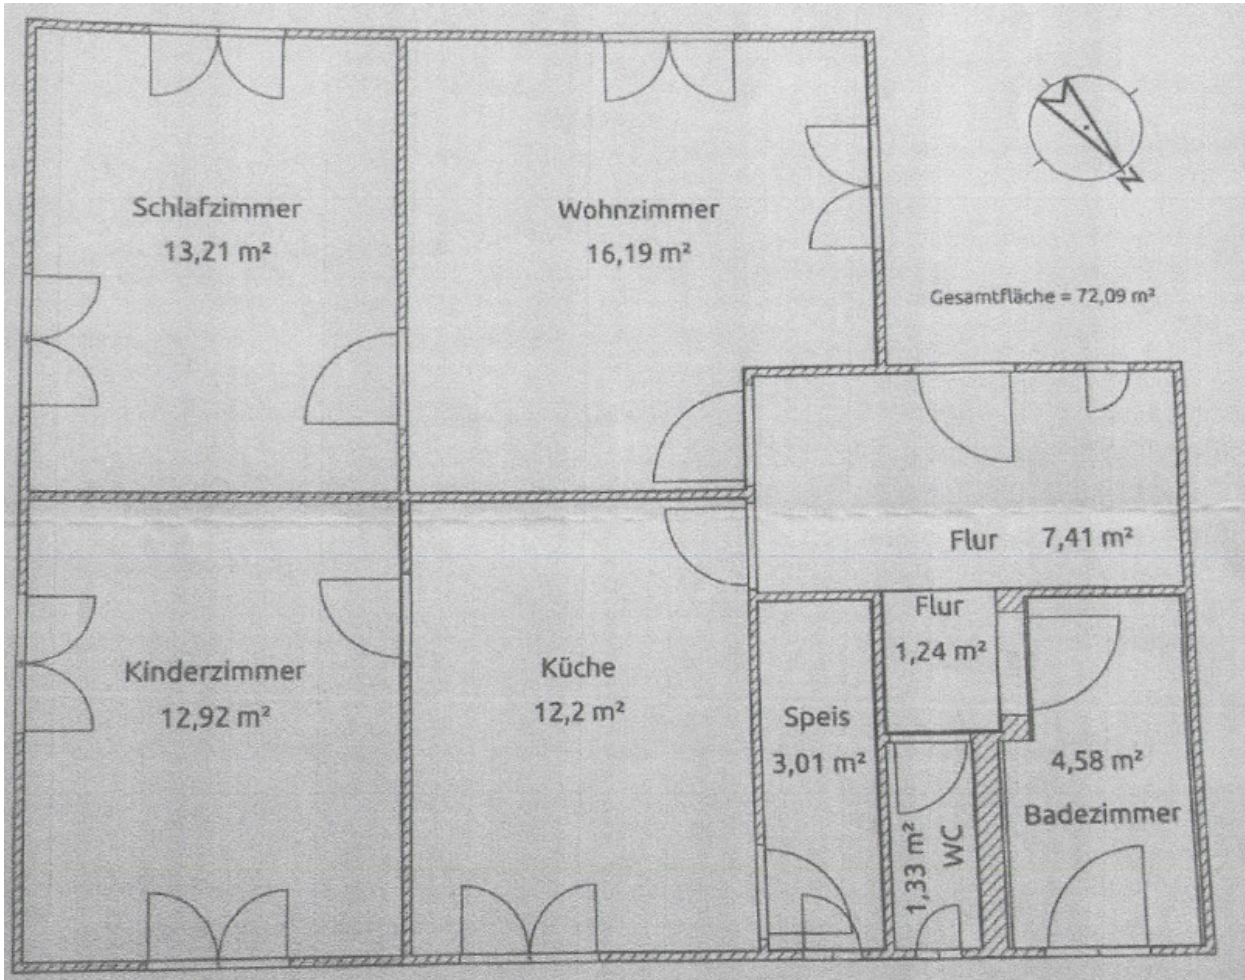 Schlafzimmer
13,21 m²
Wohnzimmer
16,19 m²
N
Gesamtfläche = 72,09 m²
Flur 7,41 m²
Flur
1,24 m²
Kinderzimmer
12,92 m²
Küche
12,2 m²
Speis
3,01 m²
1,33 m²
WC
4,58 m²
Badezimmer